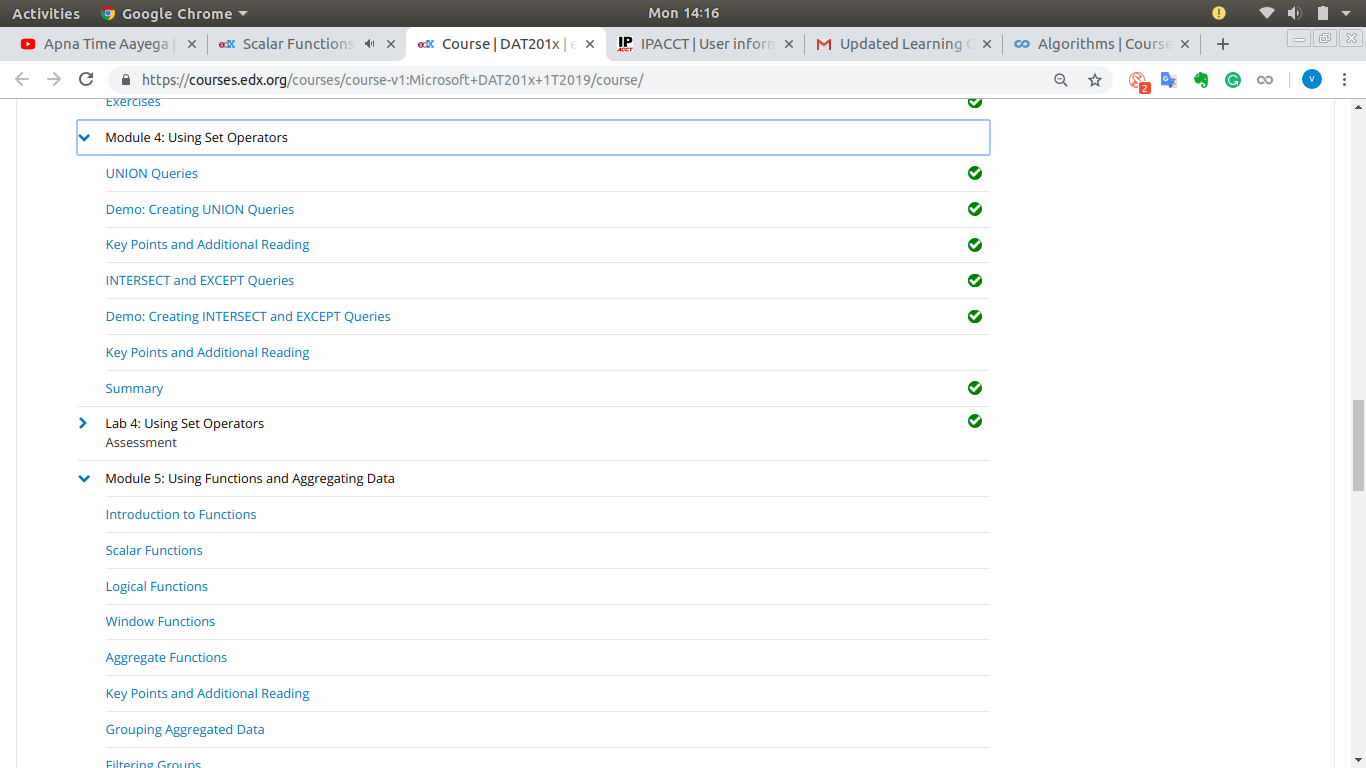 Activities Google Chrome Mon 14:16
Apna Time Aayega | edX Scalar Functions edX Course | DAT201x | e IP ACCT IPACCT | User inform Updated Learning C Algorithms | Course
https://courses.edx.org/courses/course-v1:Microsoft+DAT201x+1T2019/course/ 2 V
Exercises
Module 4: Using Set Operators
UNION Queries
Demo: Creating UNION Queries
Key Points and Additional Reading
INTERSECT and EXCEPT Queries
Demo: Creating INTERSECT and EXCEPT Queries
Key Points and Additional Reading
Summary
Lab 4: Using Set Operators
Assessment
Module 5: Using Functions and Aggregating Data
Introduction to Functions
Scalar Functions
Logical Functions
Window Functions
Aggregate Functions
Key Points and Additional Reading
Grouping Aggregated Data
Filtering Groups